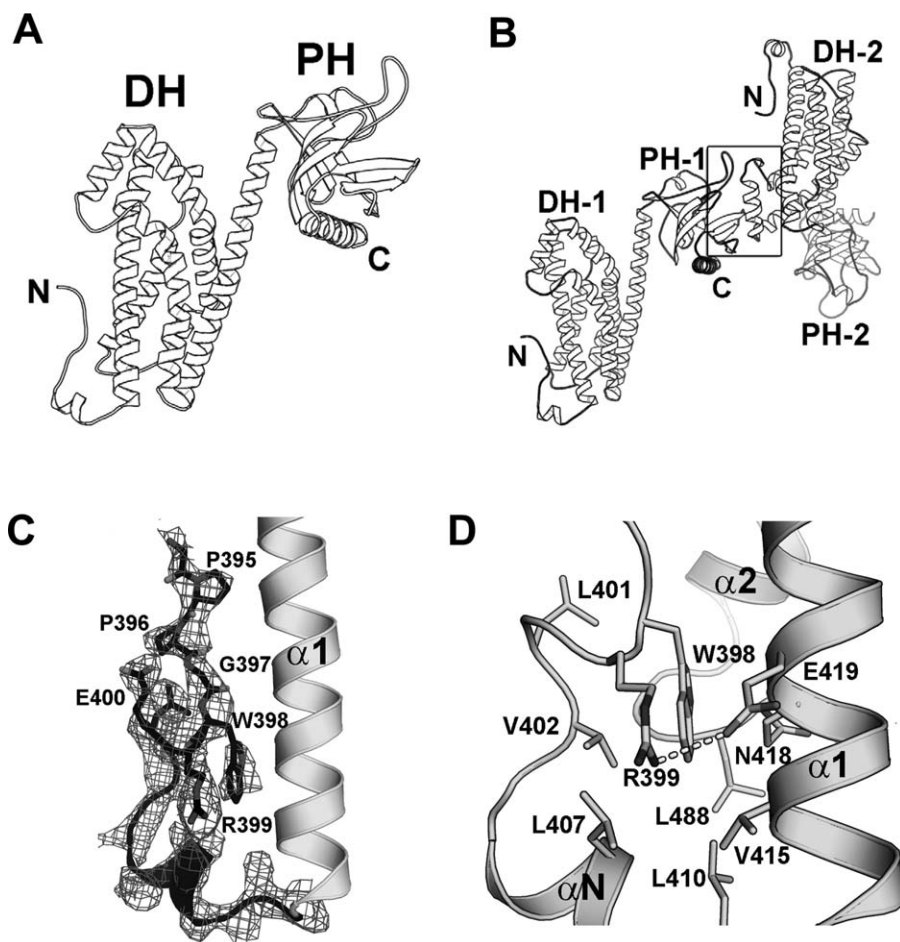 A
DH
PH
N
C
B
DH-2
N
PH-1
DH-1
C
N
PH-2
C
P395
P396
α1
G397
E400
W398
R399
D
α2
L401
W398
E419
V402
R399
N418
α1
L488
L407
V415
αN
L410